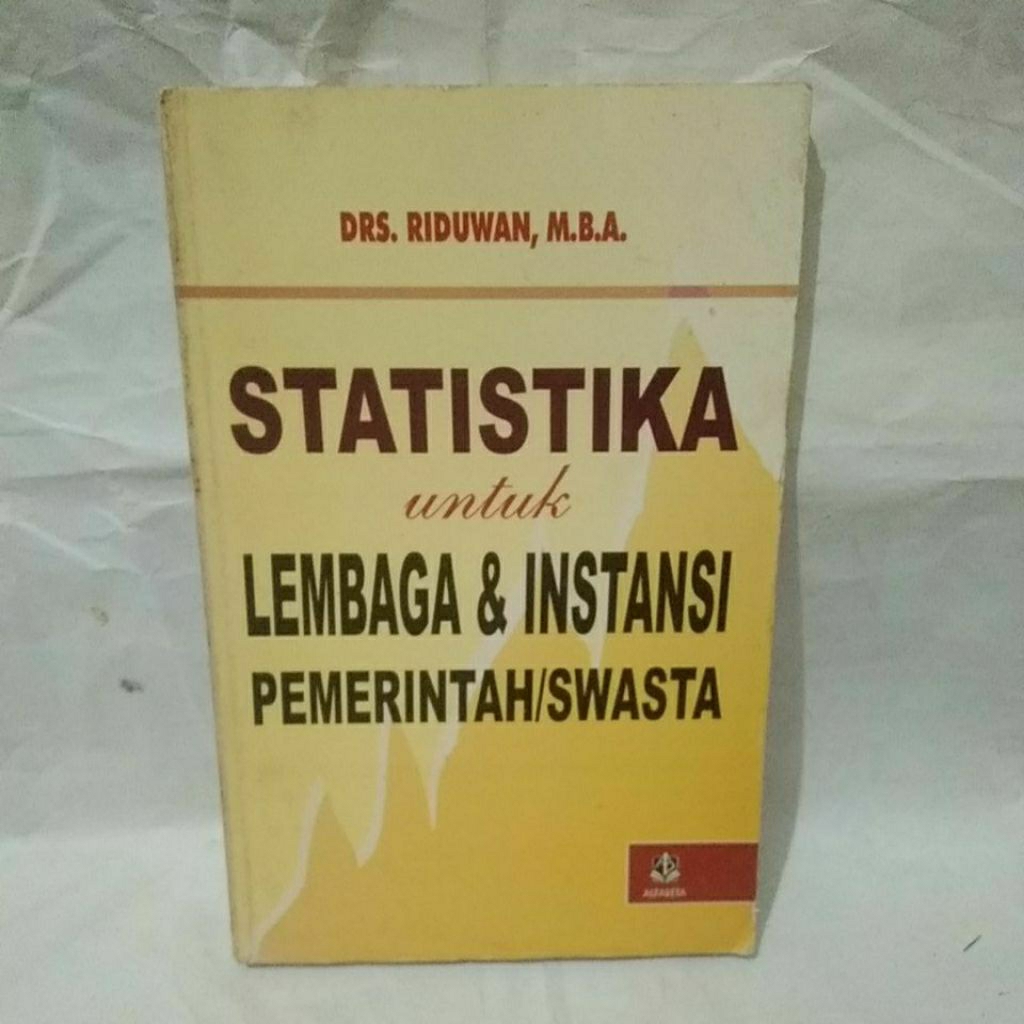 DRS. RIDUWAN, M.B.A.
STATISTIKA
untuk
LEMBAGA & INSTANSI
PEMERINTAH/SWASTA
ALFABETA